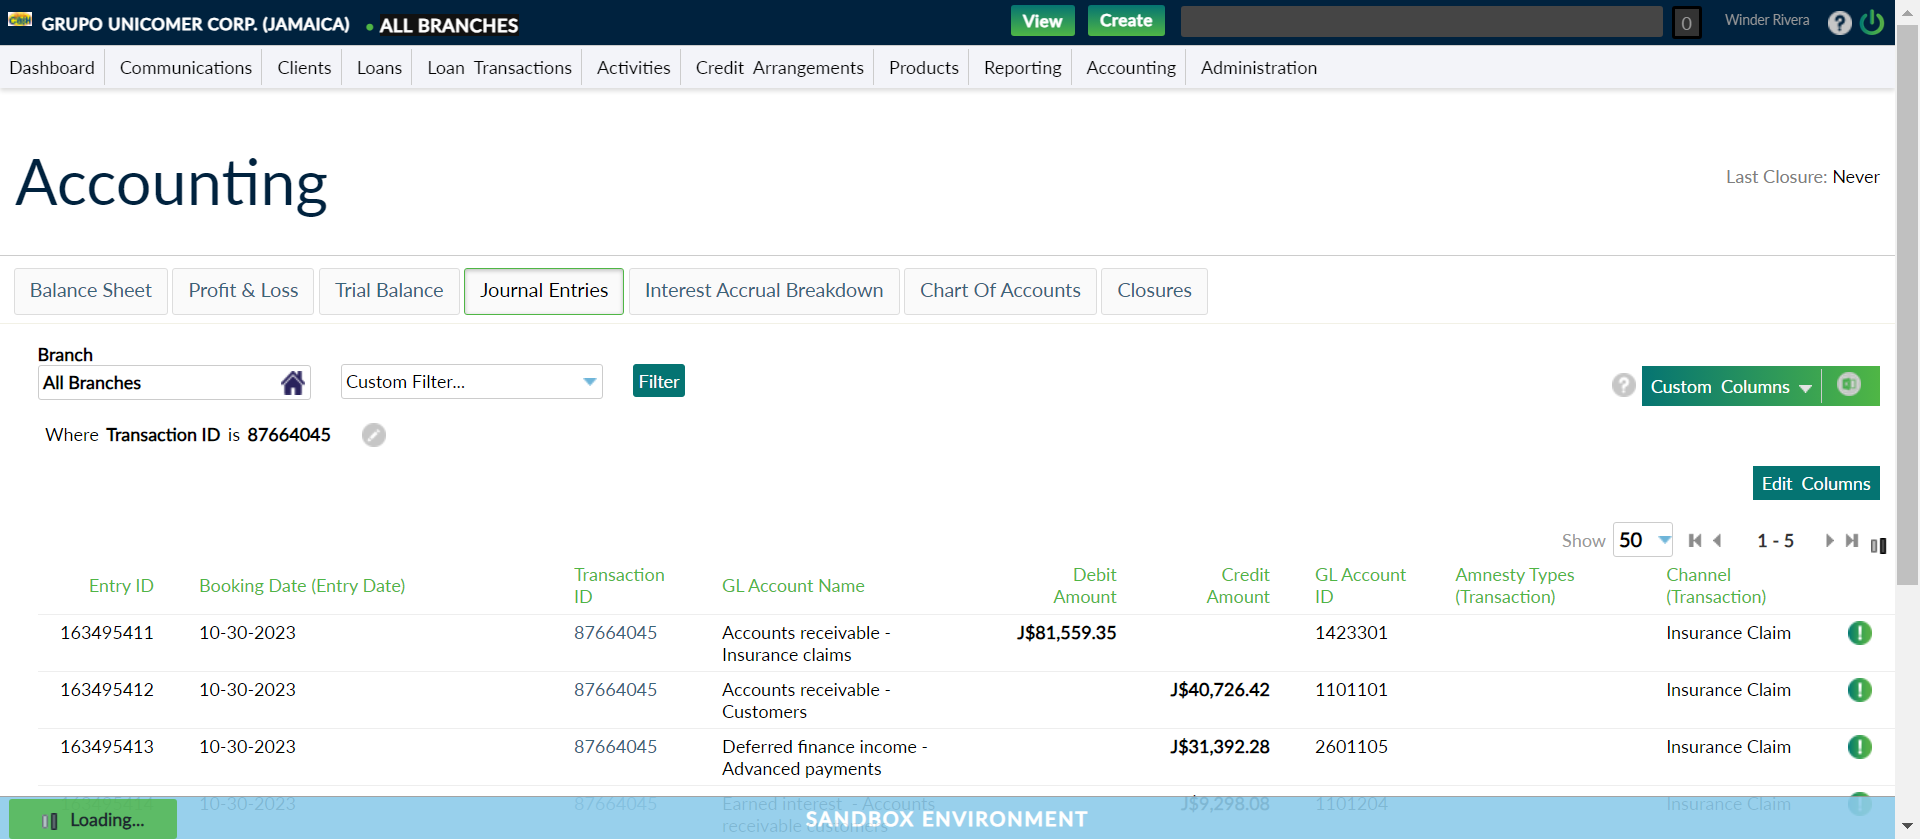 GRUPO UNICOMER CORP. (JAMAICA) ALL BRANCHES View Create 0 Winder Rivera ?
Dashboard Communications Clients Loans Loan Transactions Activities Credit Arrangements Products Reporting Accounting Administration
Accounting
Last Closure: Never
Balance Sheet Profit & Loss Trial Balance Journal Entries Interest Accrual Breakdown Chart Of Accounts Closures
Branch
All Branches Custom Filter... Filter ? Custom Columns
Where Transaction ID is 87664045
Edit Columns
Show 50 1 - 5
Entry ID Booking Date (Entry Date) Transaction ID GL Account Name Debit Amount Credit Amount GL Account ID Amnesty Types (Transaction) Channel (Transaction)
163495411 10-30-2023 87664045 Accounts receivable - Insurance claims J$81,559.35 1423301 Insurance Claim
163495412 10-30-2023 87664045 Accounts receivable - Customers J$40,726.42 1101101 Insurance Claim
163495413 10-30-2023 87664045 Deferred finance income - Advanced payments J$31,392.28 2601105 Insurance Claim
163495414 10-30-2023 87664045 Earned interest - Accounts receivable customers J$9,298.08 1101204 Insurance Claim
Loading...
SANDBOX ENVIRONMENT